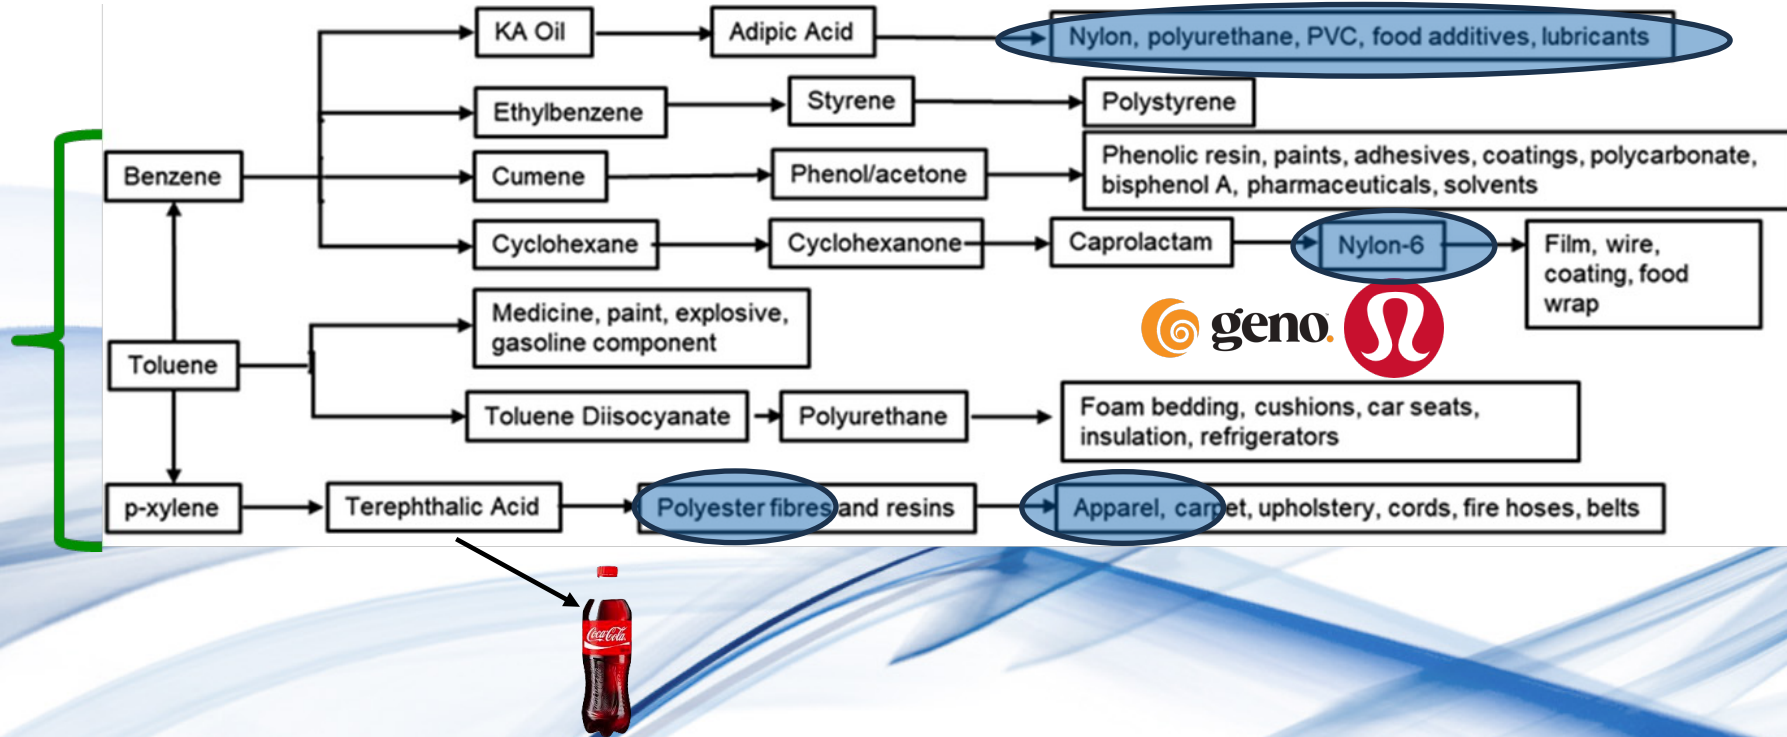 KA Oil
Adipic Acid
Nylon, polyurethane, PVC, food additives, lubricants
Ethylbenzene
Styrene
Polystyrene
Benzene
Cumene
Phenol/acetone
Phenolic resin, paints, adhesives, coatings, polycarbonate,
bisphenol A, pharmaceuticals, solvents
Cyclohexane
Cyclohexanone
Caprolactam
Nylon-6
Film, wire,
coating, food
wrap
Medicine, paint, explosive,
gasoline component
geno.
Toluene
Toluene Diisocyanate
Polyurethane
Foam bedding, cushions, car seats,
insulation, refrigerators
p-xylene
Terephthalic Acid
Polyester fibres and resins
Apparel, carpet, upholstery, cords, fire hoses, belts
Coca-Cola